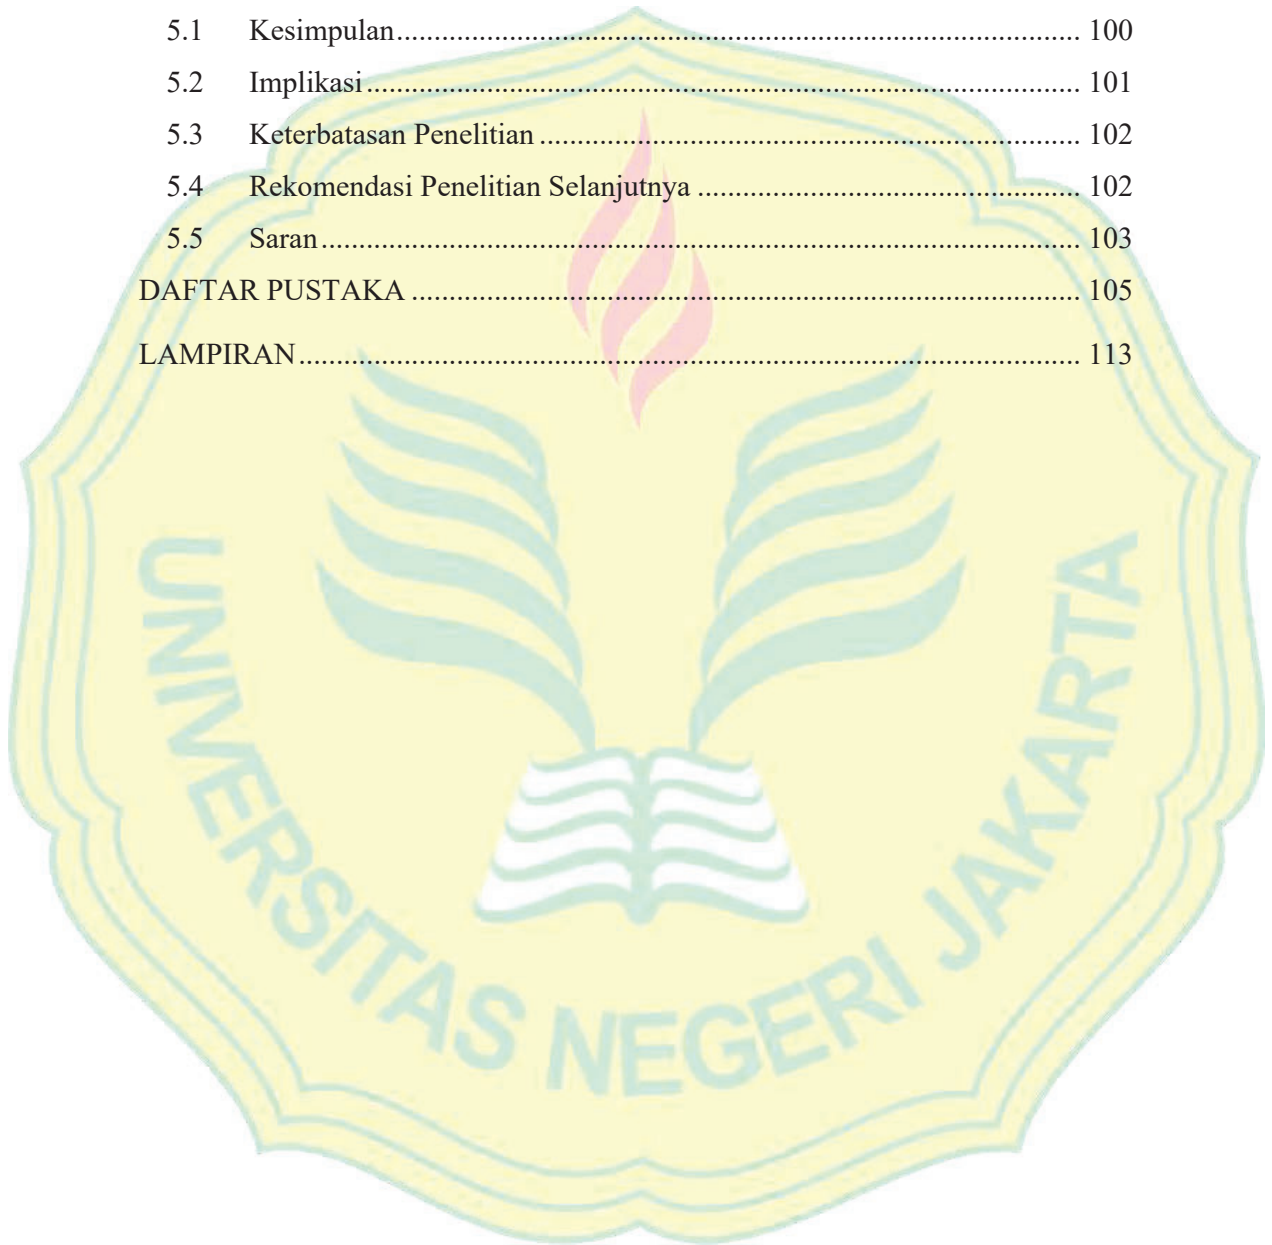 5.1 Kesimpulan........................................................................................ 100
5.2 Implikasi............................................................................................ 101
5.3 Keterbatasan Penelitian...................................................................... 102
5.4 Rekomendasi Penelitian Selanjutnya.................................................. 102
5.5 Saran.................................................................................................. 103
DAFTAR PUSTAKA...................................................................................... 105
LAMPIRAN.................................................................................................... 113
UNIVERSITAS NEGERI JAKARTA